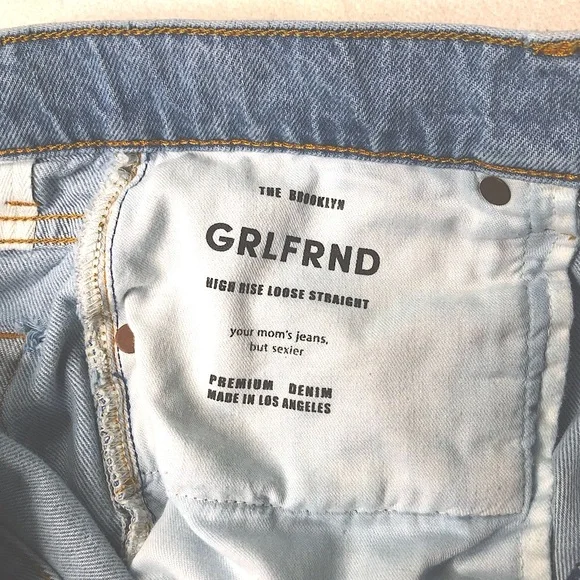 THE BROOKLYN
GRLFRND
HIGH RISE LOOSE STRAIGHT
your mom's jeans,
but sexier
PREMIUM DENIM
MADE IN LOS ANGELES